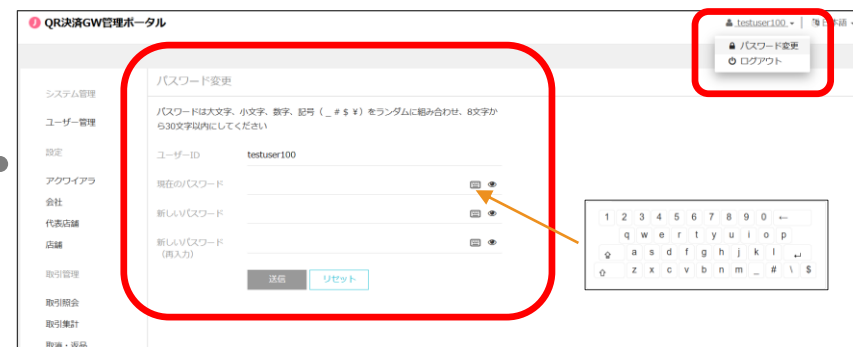 QR決済GW管理ポータル
testuser100
パスワード変更
ログアウト
システム管理
ユーザー管理
設定
アクワイアラ
会社
代表店舗
店舗
取引管理
取引照会
取引集計
取消・返品
パスワード変更
パスワードは大文字、小文字、数字、記号（ _ # $ ¥）をランダムに組み合わせ、8文字か
ら30文字以内にしてください
ユーザーID testuser100
現在のパスワード
新しいパスワード
新しいパスワード
（再入力）
送信 リセット
1 2 3 4 5 6 7 8 9 0 ←
q w e r t y u i o p
a s d f g h j k l
z x c v b n m _ # \ $